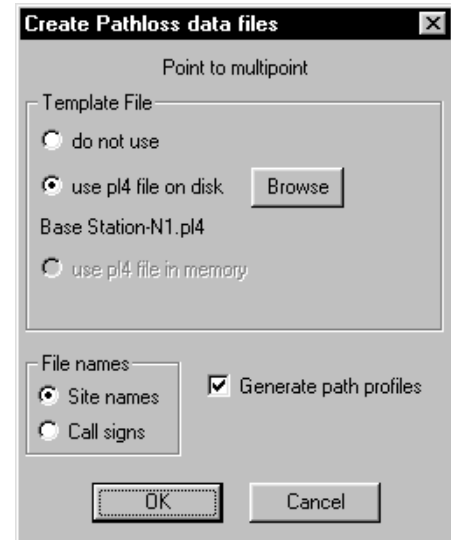 Create Pathloss data files
Point to multipoint
Template File
do not use
use pl4 file on disk Browse
Base Station-N1.pl4
use pl4 file in memory
File names
Site names
Generate path profiles
Call signs
OK Cancel